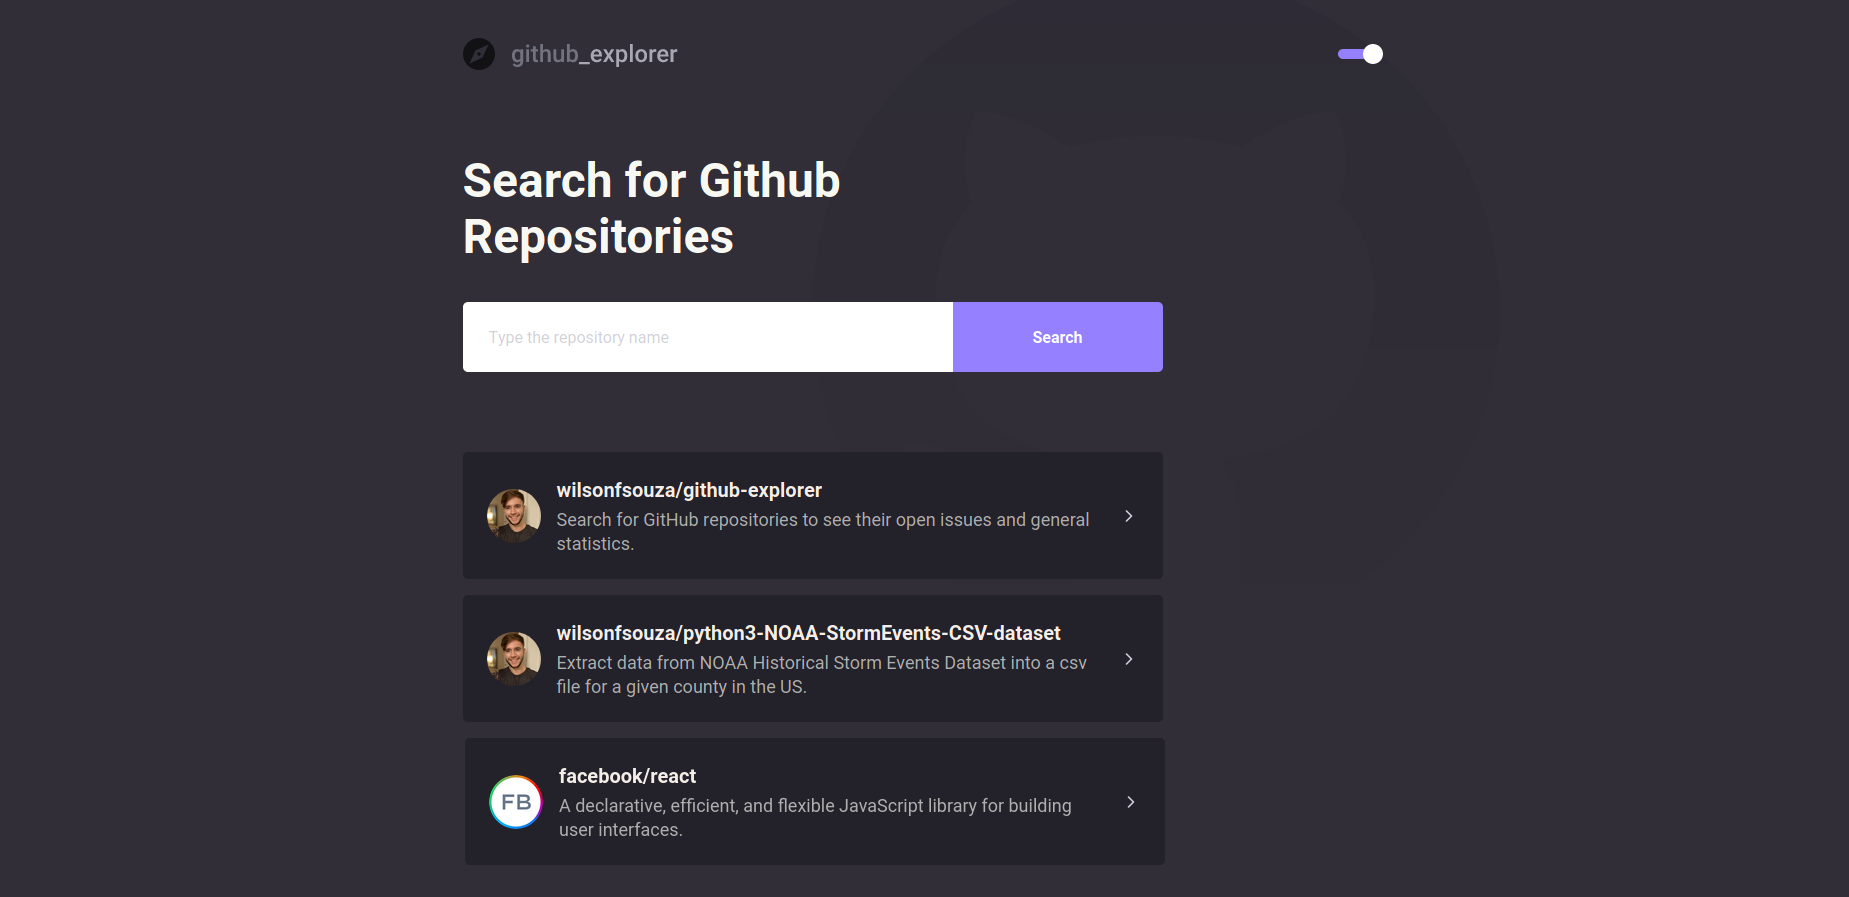 github_explorer
Search for Github
Repositories
Type the repository name
Search
wilsonfsouza/github-explorer
Search for GitHub repositories to see their open issues and general
statistics.
wilsonfsouza/python3-NOAA-StormEvents-CSV-dataset
Extract data from NOAA Historical Storm Events Dataset into a csv
file for a given county in the US.
FB
facebook/react
A declarative, efficient, and flexible JavaScript library for building
user interfaces.